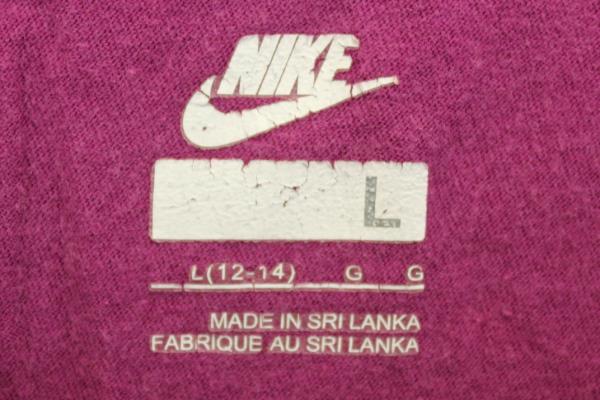 NIKE
L
L(12-14) G G
MADE IN SRI LANKA
FABRIQUE AU SRI LANKA